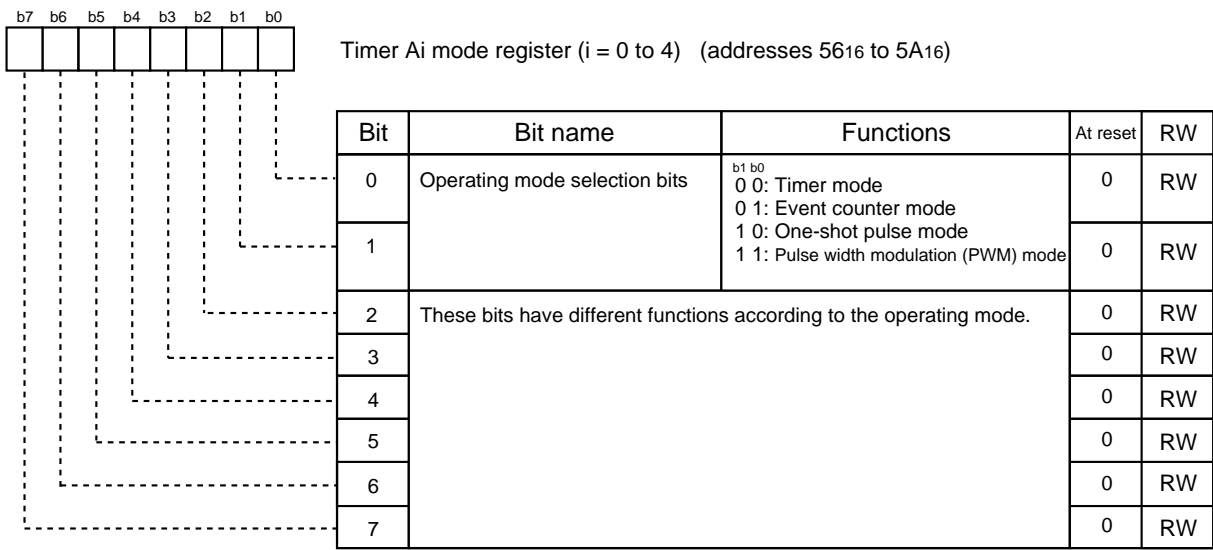 b7 b6 b5 b4 b3 b2 b1 b0
Timer Ai mode register (i = 0 to 4) (addresses 5616 to 5A16)
Bit Bit name Functions At reset RW
0 Operating mode selection bits b1 b0 0 RW
0 0: Timer mode
0 1: Event counter mode
1 0: One-shot pulse mode
1 1 1: Pulse width modulation (PWM) mode 0 RW
2 These bits have different functions according to the operating mode. 0 RW
3 0 RW
4 0 RW
5 0 RW
6 0 RW
7 0 RW